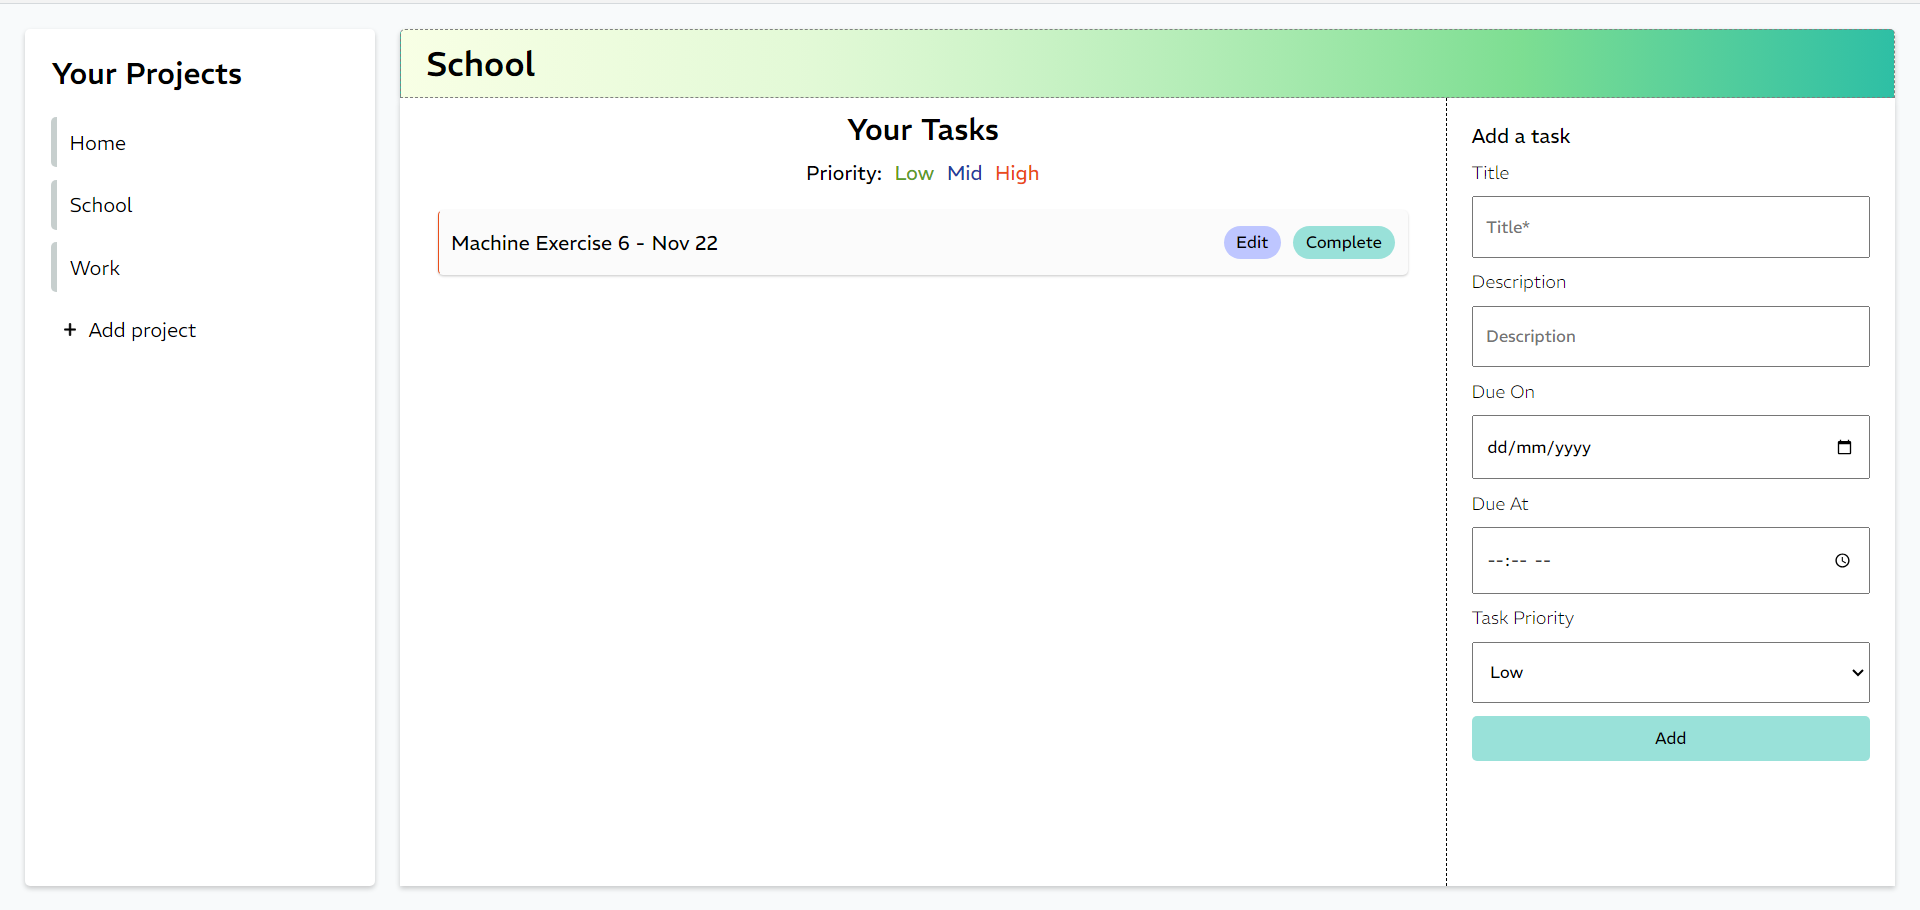 Your Projects
Home
School
Work
+ Add project
School
Your Tasks
Priority: Low Mid High
Machine Exercise 6 - Nov 22 Edit Complete
Add a task
Title
Title*
Description
Description
Due On
dd/mm/yyyy
Due At
--:-- --
Task Priority
Low
Add